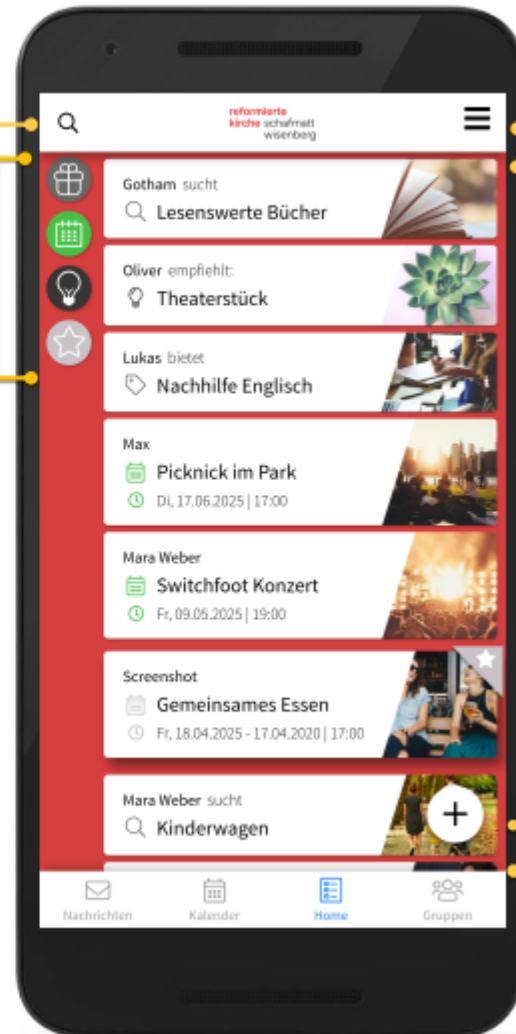 reformierte
kirche schafmatt
wisenberg
Gotham sucht
Lesenswerte Bücher
Oliver empfiehlt:
Theaterstück
Lukas bietet
Nachhilfe Englisch
Max
Picknick im Park
Di, 17.06.2025 | 17:00
Mara Weber
Switchfoot Konzert
Fr, 09.05.2025 | 19:00
Screenshot
Gemeinsames Essen
Fr, 18.04.2025 - 17.04.2020 | 17:00
Mara Weber sucht
Kinderwagen
Nachrichten
Kalender
Home
Gruppen